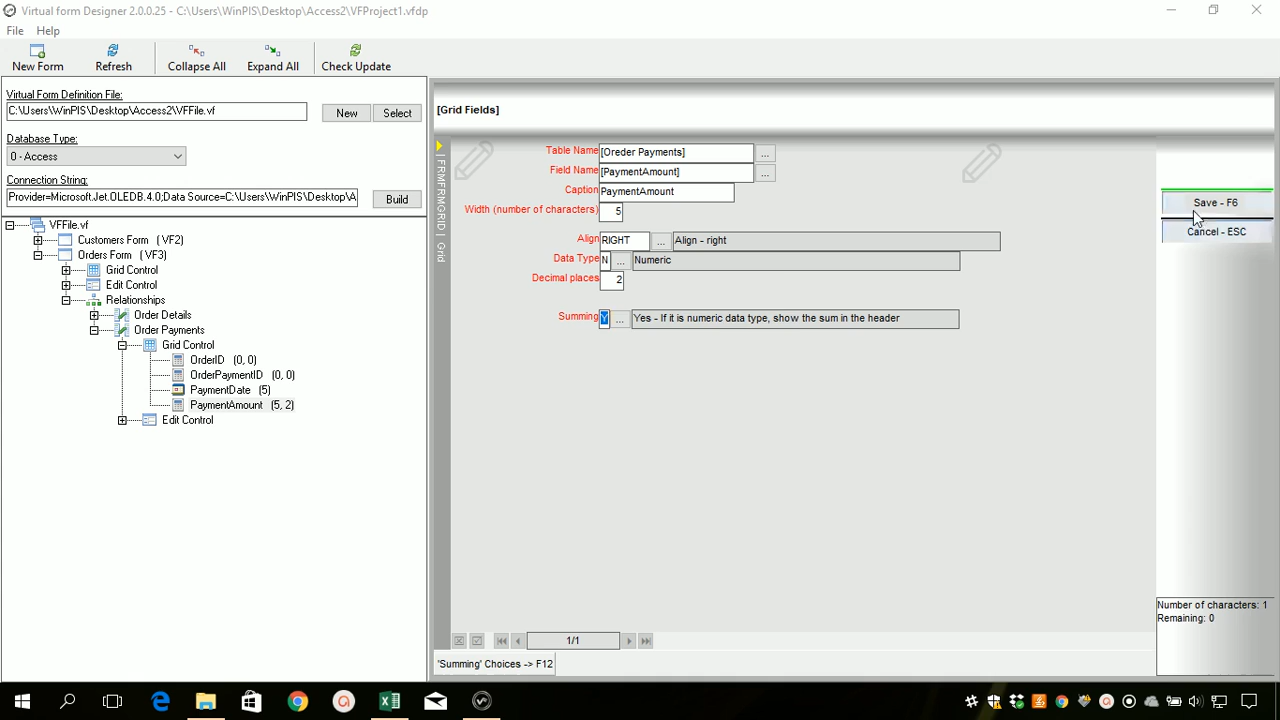 Virtual form Designer 2.0.0.25 - C:\Users\WinPIS\Desktop\Access2\VFProject1.vfdp
File Help
New Form Refresh Collapse All Expand All Check Update
Virtual Form Definition File:
C:\Users\WinPIS\Desktop\Access2\VFFile.vf
New Select
Database Type:
0 - Access
Connection String:
Provider=Microsoft.Jet.OLEDB.4.0;Data Source=C:\Users\WinPIS\Desktop\A
Build
VFFile.vf
Customers Form (VF2)
Orders Form (VF3)
Grid Control
Edit Control
Relationships
Order Details
Order Payments
Grid Control
OrderID (0, 0)
OrderPaymentID (0, 0)
PaymentDate (5)
PaymentAmount (5, 2)
Edit Control
[Grid Fields]
FRMFRMGRID | Grid
Table Name [Oreder Payments] ...
Field Name [PaymentAmount] ...
Caption PaymentAmount
Width (number of characters) 5
Align RIGHT ... Align - right
Data Type N ... Numeric
Decimal places 2
Summing Y ... Yes - If it is numeric data type, show the sum in the header
Save - F6
Cancel - ESC
Number of characters: 1
Remaining: 0
1/1
'Summing' Choices -> F12